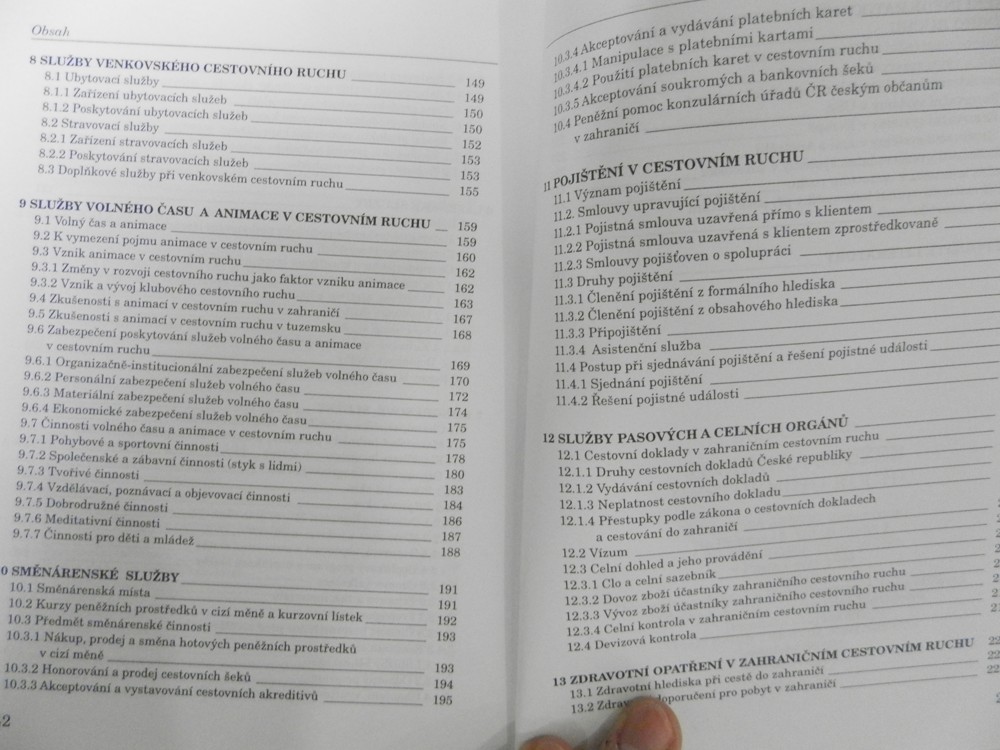 Obsah
8 SLUŽBY VENKOVSKÉHO CESTOVNÍHO RUCHU 149
8.1 Ubytovací služby 149
8.1.1 Zařízení ubytovacích služeb 150
8.1.2 Poskytování ubytovacích služeb 150
8.2 Stravovací služby 152
8.2.1 Zařízení stravovacích služeb 153
8.2.2 Poskytování stravovacích služeb 153
8.3 Doplňkové služby při venkovském cestovním ruchu 155
9 SLUŽBY VOLNÉHO ČASU A ANIMACE V CESTOVNÍM RUCHU 159
9.1 Volný čas a animace 159
9.2 K vymezení pojmu animace v cestovním ruchu 160
9.3 Vznik animace v cestovním ruchu 162
9.3.1 Změny v rozvoji cestovního ruchu jako faktor vzniku animace 162
9.3.2 Vznik a vývoj klubového cestovního ruchu 163
9.4 Zkušenosti s animací v cestovním ruchu v zahraničí 167
9.5 Zkušenosti s animací v cestovním ruchu v tuzemsku 168
9.6 Zabezpečení poskytování služeb volného času a animace
v cestovním ruchu 169
9.6.1 Organizačně-institucionální zabezpečení služeb volného času 170
9.6.2 Personální zabezpečení služeb volného času 172
9.6.3 Materiální zabezpečení služeb volného času 174
9.6.4 Ekonomické zabezpečení služeb volného času 175
9.7 Činnosti volného času a animace v cestovním ruchu 175
9.7.1 Pohybové a sportovní činnosti 178
9.7.2 Společenské a zábavní činnosti (styk s lidmi) 180
9.7.3 Tvořivé činnosti 183
9.7.4 Vzdělávací, poznávací a objevovací činnosti 184
9.7.5 Dobrodružné činnosti 186
9.7.6 Meditativní činnosti 187
9.7.7 Činnosti pro děti a mládež 188
0 SMĚNÁRENSKÉ SLUŽBY 191
10.1 Směnárenská místa 191
10.2 Kurzy peněžních prostředků v cizí měně a kurzovní lístek 192
10.3 Předmět směnárenské činnosti 193
10.3.1 Nákup, prodej a směna hotových peněžních prostředků
v cizí měně 193
10.3.2 Honorování a prodej cestovních šeků 194
10.3.3 Akceptování a vystavování cestovních akreditivů 195
2
10.3.4 Akceptování a vydávání platebních karet
10.3.4.1 Manipulace s platebními kartami
10.3.4.2 Použití platebních karet v cestovním ruchu
10.3.5 Akceptování soukromých a bankovních šeků
10.4 Peněžní pomoc konzulárních úřadů ČR českým občanům
v zahraničí
11 POJIŠTĚNÍ V CESTOVNÍM RUCHU
11.1 Význam pojištění
11.2. Smlouvy upravující pojištění
11.2.1 Pojistná smlouva uzavřená přímo s klientem
11.2.2 Pojistná smlouva uzavřená s klientem zprostředkované
11.2.3 Smlouvy pojišťoven o spolupráci
11.3 Druhy pojištění
11.3.1 Členění pojištění z formálního hlediska
11.3.2 Členění pojištění z obsahového hlediska
11.3.3 Připojištění
11.3.4 Asistenční služba
11.4 Postup při sjednávání pojištění a řešení pojistné události
11.4.1 Sjednání pojištění
11.4.2 Řešení pojistné události
12 SLUŽBY PASOVÝCH A CELNÍCH ORGÁNŮ
12.1 Cestovní doklady v zahraničním cestovním ruchu
12.1.1 Druhy cestovních dokladů České republiky
12.1.2 Vydávání cestovních dokladů
12.1.3 Neplatnost cestovního dokladu
12.1.4 Přestupky podle zákona o cestovních dokladech
a cestování do zahraničí
12.2 Vízum
12.3 Celní dohled a jeho provádění
12.3.1 Clo a celní sazebník
12.3.2 Dovoz zboží účastníky zahraničního cestovního ruchu
12.3.3 Vývoz zboží účastníky zahraničního cestovního ruchu
12.3.4 Celní kontrola v zahraničním cestovním ruchu
12.4 Devizová kontrola
13 ZDRAVOTNÍ OPATŘENÍ V ZAHRANIČNÍM CESTOVNÍM RUCHU
13.1 Zdravotní hlediska při cestě do zahraničí
13.2 doporučení pro pobyt v zahraničí